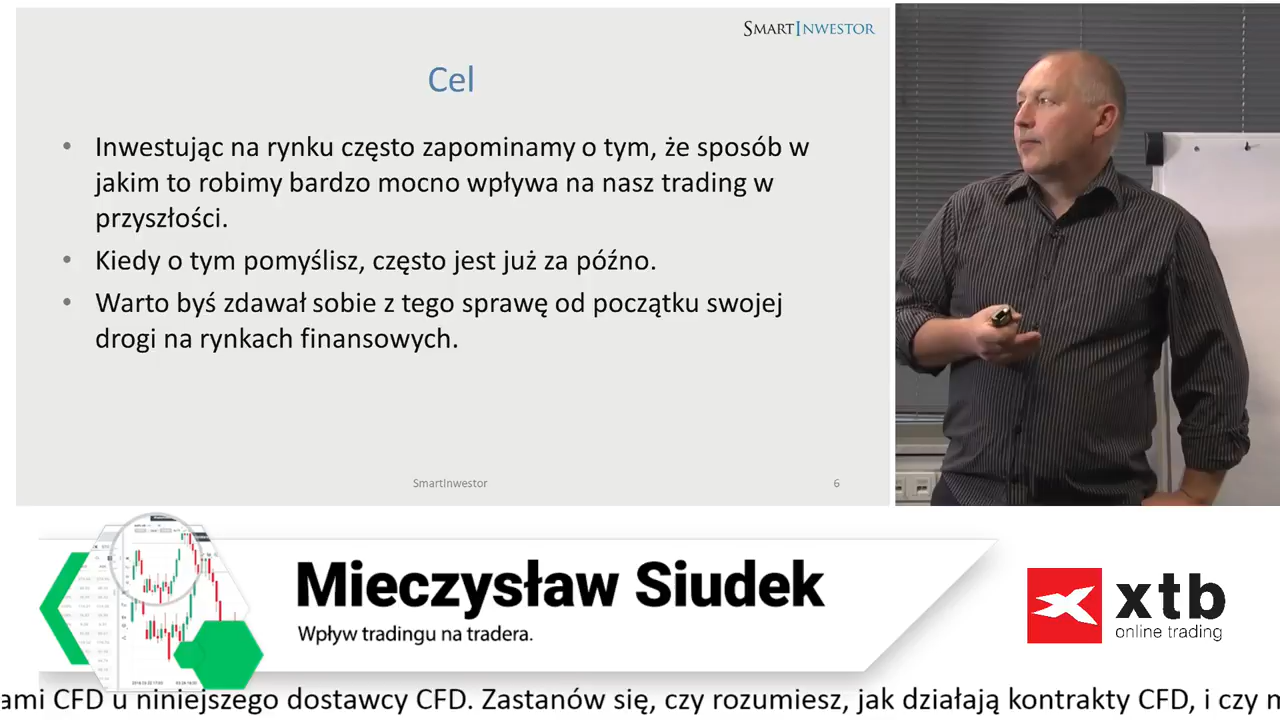 SMARTINWESTOR
Cel
• Inwestując na rynku często zapominamy o tym, że sposób w
jakim to robimy bardzo mocno wpływa na nasz trading w
przyszłości.
• Kiedy o tym pomyślisz, często jest już za późno.
• Warto byś zdawał sobie z tego sprawę od początku swojej
drogi na rynkach finansowych.
SmartInwestor
6
Mieczysław Siudek
Wpływ tradingu na tradera.
xtb
online trading
ami CFD u niniejszego dostawcy CFD. Zastanów się, czy rozumiesz, jak działają kontrakty CFD, i czy